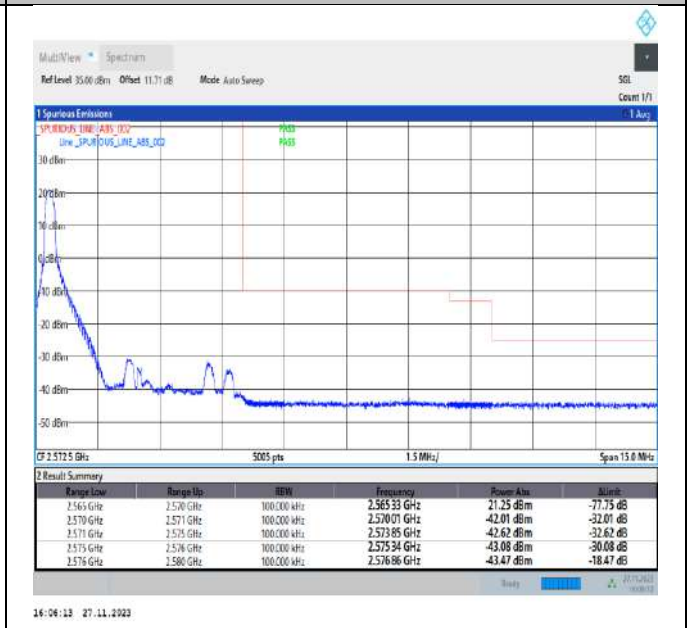 MultiView Spectrum
Ref Level 35.00 dBm Offset 11.71 dB Mode Auto Sweep SGL
Count 1/1
1 Spurious Emissions 1 Avg
_SPURIOUS_LINE_ABS_002 PASS
Line _SPURIOUS_LINE_ABS_002 PASS
30 dBm
20 dBm
10 dBm
0 dBm
-10 dBm
-20 dBm
-30 dBm
-40 dBm
-50 dBm
CF 2.5725 GHz 5005 pts 1.5 MHz/ Span 15.0 MHz
2 Result Summary
Range Low Range Up RBW Frequency Power Abs ΔLimit
2.565 GHz 2.570 GHz 100.000 kHz 2.56533 GHz 21.25 dBm -77.75 dB
2.570 GHz 2.571 GHz 100.000 kHz 2.57001 GHz -42.01 dBm -32.01 dB
2.571 GHz 2.575 GHz 100.000 kHz 2.57385 GHz -42.62 dBm -32.62 dB
2.575 GHz 2.576 GHz 100.000 kHz 2.57534 GHz -43.08 dBm -30.08 dB
2.576 GHz 2.580 GHz 100.000 kHz 2.57686 GHz -43.47 dBm -18.47 dB
Ready 27.11.2023
16:06:13 27.11.2023